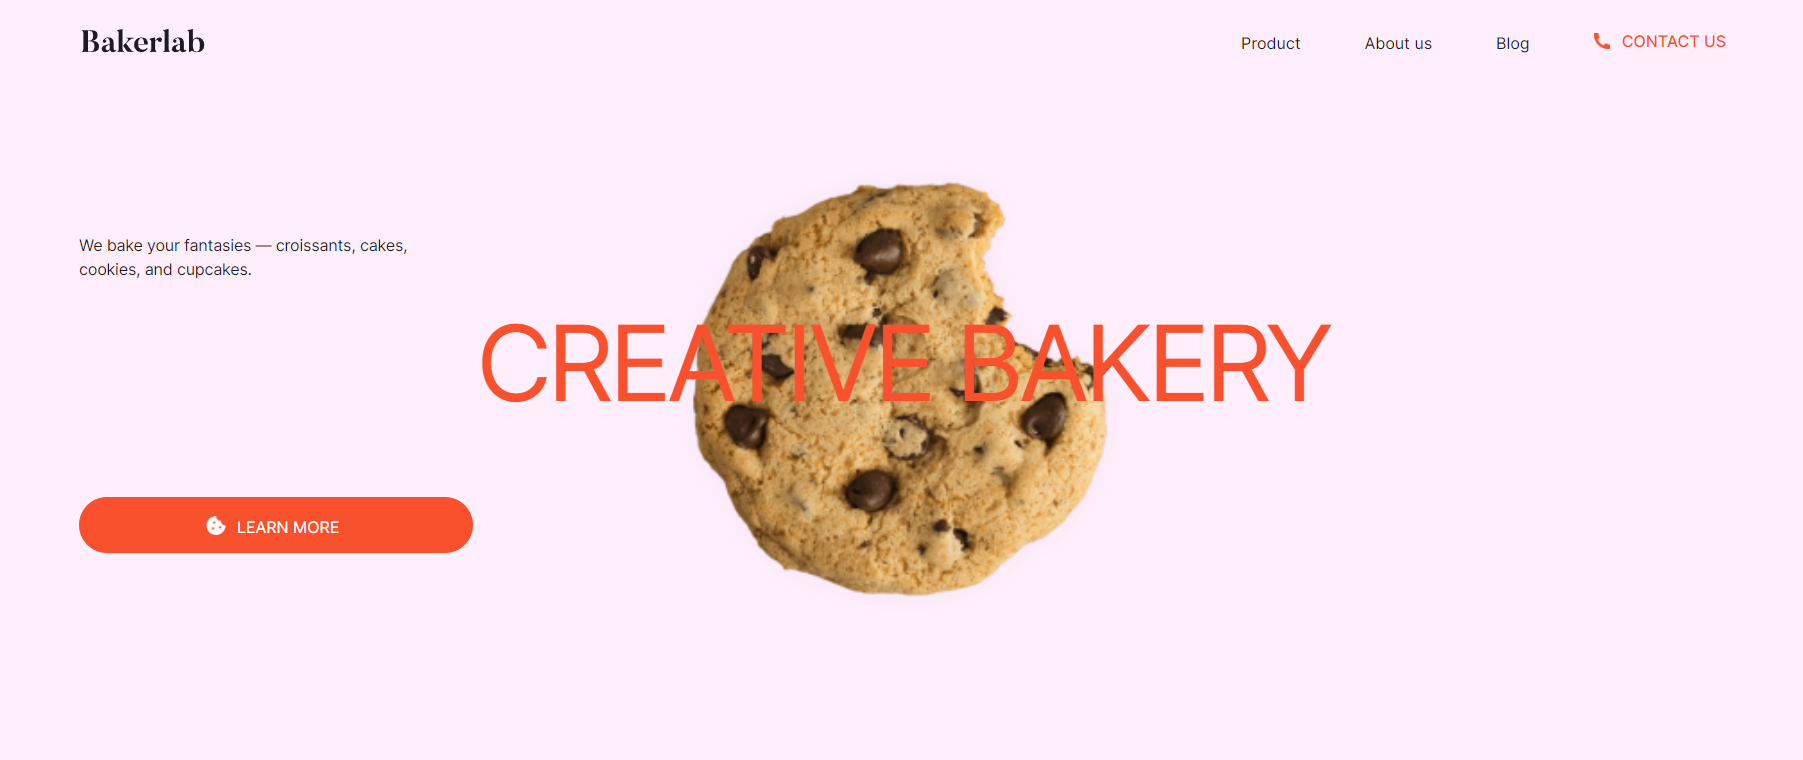 Bakerlab
Product
About us
Blog
CONTACT US
We bake your fantasies — croissants, cakes,
cookies, and cupcakes.
CREATIVE BAKERY
LEARN MORE